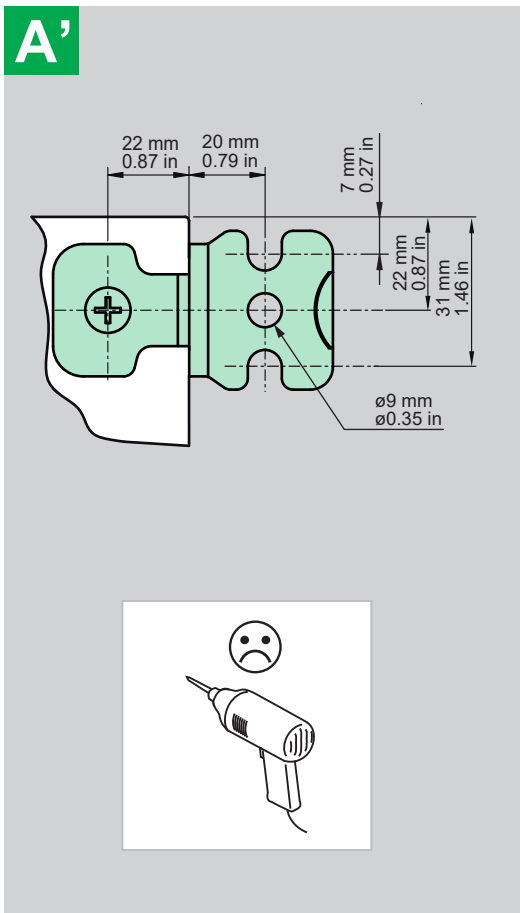 A’
22 mm
0.87 in
20 mm
0.79 in
7 mm
0.27 in
22 mm
0.87 in
31 mm
1.46 in
ø9 mm
ø0.35 in